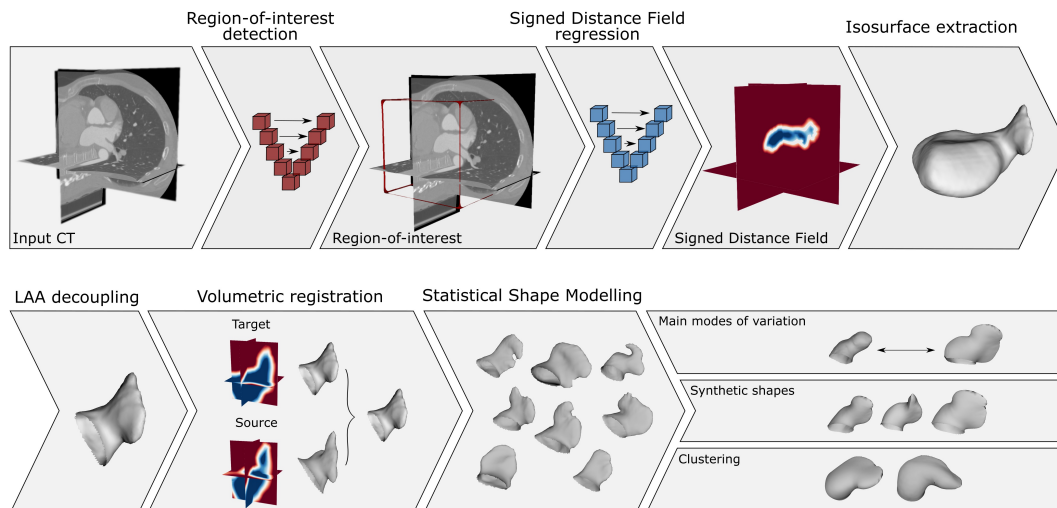 Region-of-interest
detection
Signed Distance Field
regression
Isosurface extraction
Input CT
Region-of-interest
Signed Distance Field
LAA decoupling
Volumetric registration
Statistical Shape Modelling
Target
Source
Main modes of variation
Synthetic shapes
Clustering